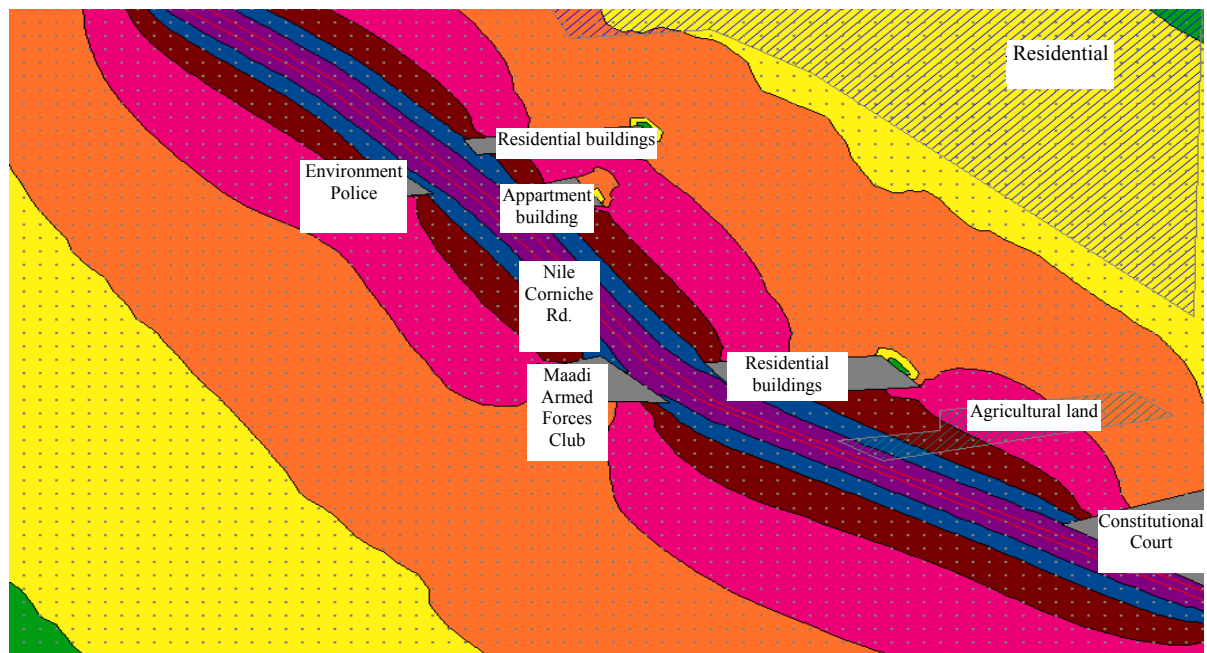 Residential
Residential buildings
Environment
Police
Appartment
building
Nile
Corniche
Rd.
Residential
buildings
Maadi
Armed
Forces
Club
Agricultural land
Constitutional
Court